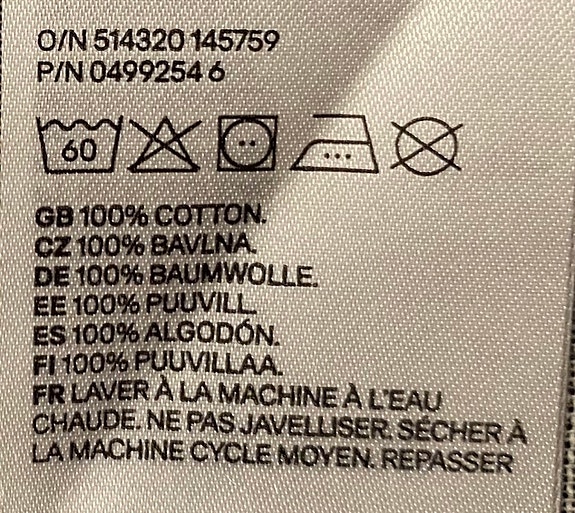 O/N 514320 145759
P/N 0499254 6
60
GB 100% COTTON.
CZ 100% BAVLNA.
DE 100% BAUMWOLLE.
EE 100% PUUVILL.
ES 100% ALGODÓN.
FI 100% PUUVILLAA.
FR LAVER À LA MACHINE À L'EAU
CHAUDE. NE PAS JAVELLISER. SÉCHER À
LA MACHINE CYCLE MOYEN. REPASSER